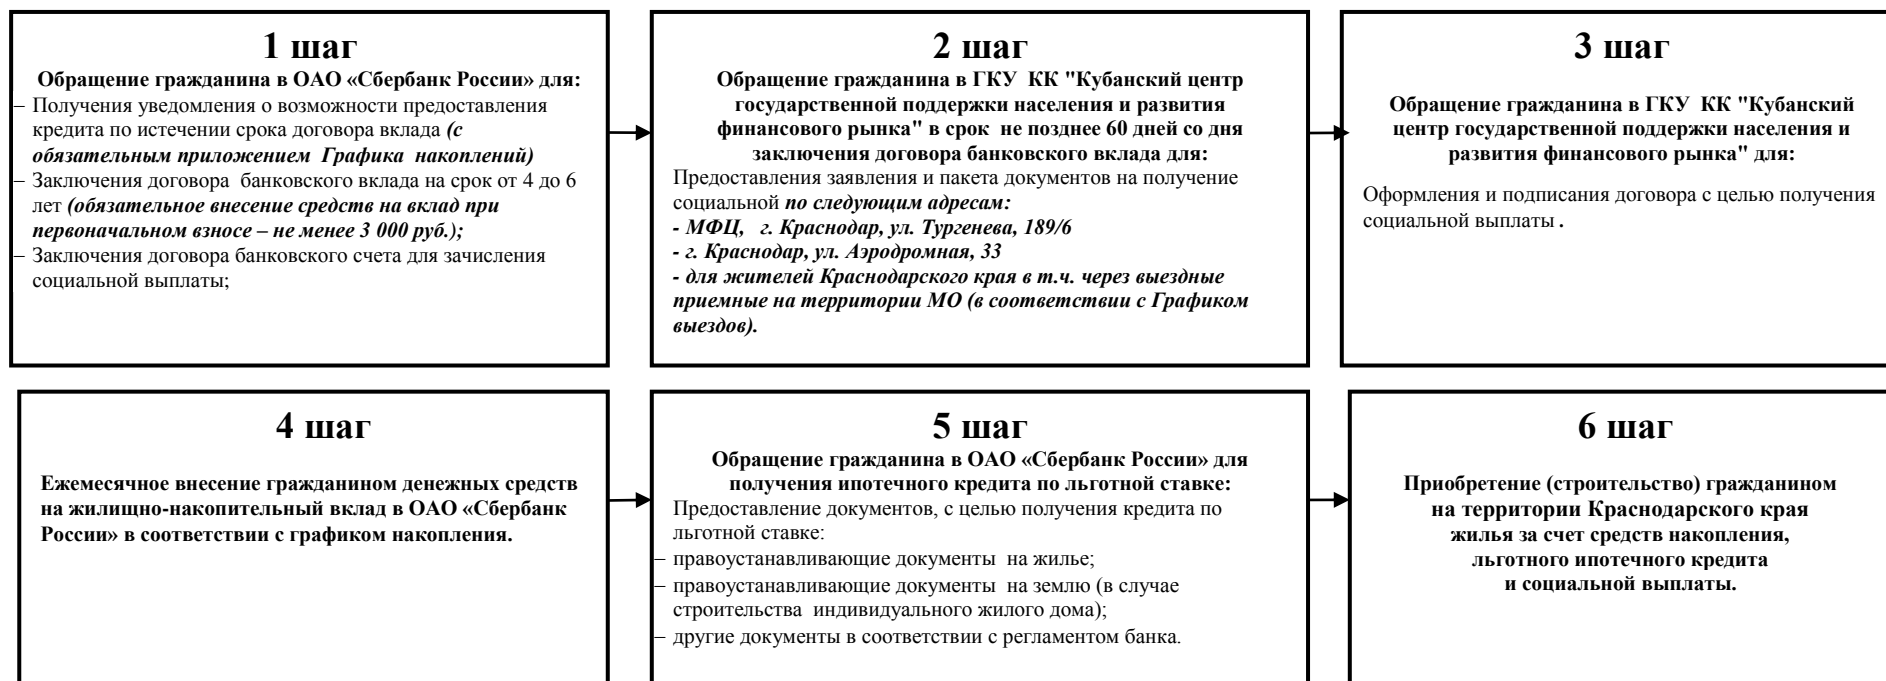 1 шаг
Обращение гражданина в ОАО «Сбербанк России» для:
– Получения уведомления о возможности предоставления
кредита по истечении срока договора вклада (с
обязательным приложением Графика накоплений)
– Заключения договора банковского вклада на срок от 4 до 6
лет (обязательное внесение средств на вклад при
первоначальном взносе – не менее 3 000 руб.);
– Заключения договора банковского счета для зачисления
социальной выплаты;
2 шаг
Обращение гражданина в ГКУ КК "Кубанский центр
государственной поддержки населения и развития
финансового рынка" в срок не позднее 60 дней со дня
заключения договора банковского вклада для:
Предоставления заявления и пакета документов на получение
социальной по следующим адресам:
- МФЦ, г. Краснодар, ул. Тургенева, 189/6
- г. Краснодар, ул. Аэродромная, 33
- для жителей Краснодарского края в т.ч. через выездные
приемные на территории МО (в соответствии с Графиком
выездов).
3 шаг
Обращение гражданина в ГКУ КК "Кубанский
центр государственной поддержки населения и
развития финансового рынка" для:
Оформления и подписания договора с целью получения
социальной выплаты .
4 шаг
Ежемесячное внесение гражданином денежных средств
на жилищно-накопительный вклад в ОАО «Сбербанк
России» в соответствии с графиком накопления.
5 шаг
Обращение гражданина в ОАО «Сбербанк России» для
получения ипотечного кредита по льготной ставке:
Предоставление документов, с целью получения кредита по
льготной ставке:
– правоустанавливающие документы на жилье;
– правоустанавливающие документы на землю (в случае
строительства индивидуального жилого дома);
– другие документы в соответствии с регламентом банка.
6 шаг
Приобретение (строительство) гражданином
на территории Краснодарского края
жилья за счет средств накопления,
льготного ипотечного кредита
и социальной выплаты.